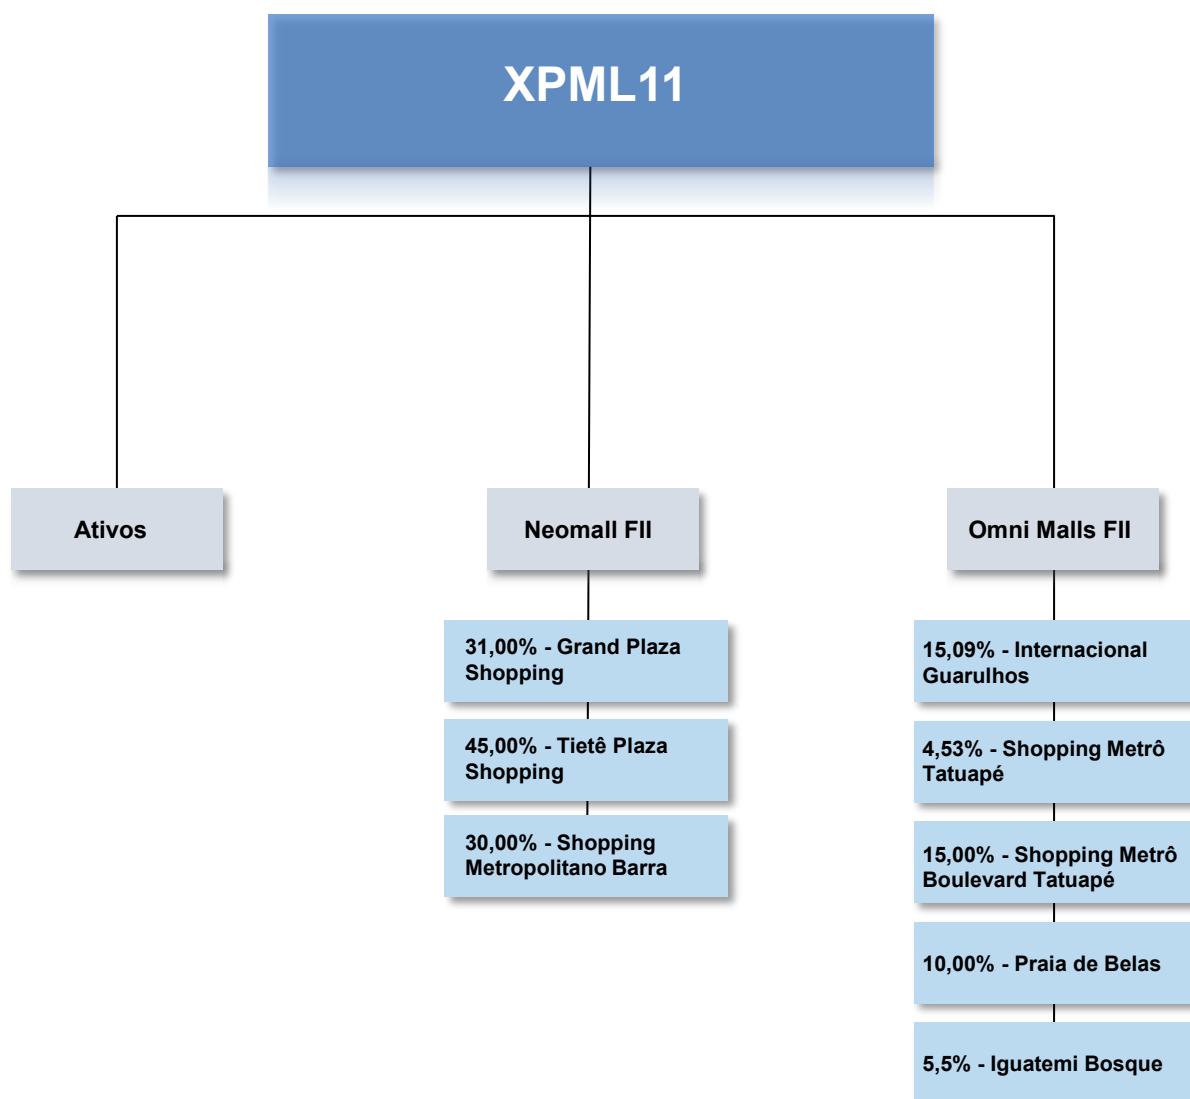 XPML11
Ativos
Neomall FII
Omni Malls FII
31,00% - Grand Plaza
Shopping
45,00% - Tietê Plaza
Shopping
30,00% - Shopping
Metropolitano Barra
15,09% - Internacional
Guarulhos
4,53% - Shopping Metrô
Tatuapé
15,00% - Shopping Metrô
Boulevard Tatuapé
10,00% - Praia de Belas
5,5% - Iguatemi Bosque